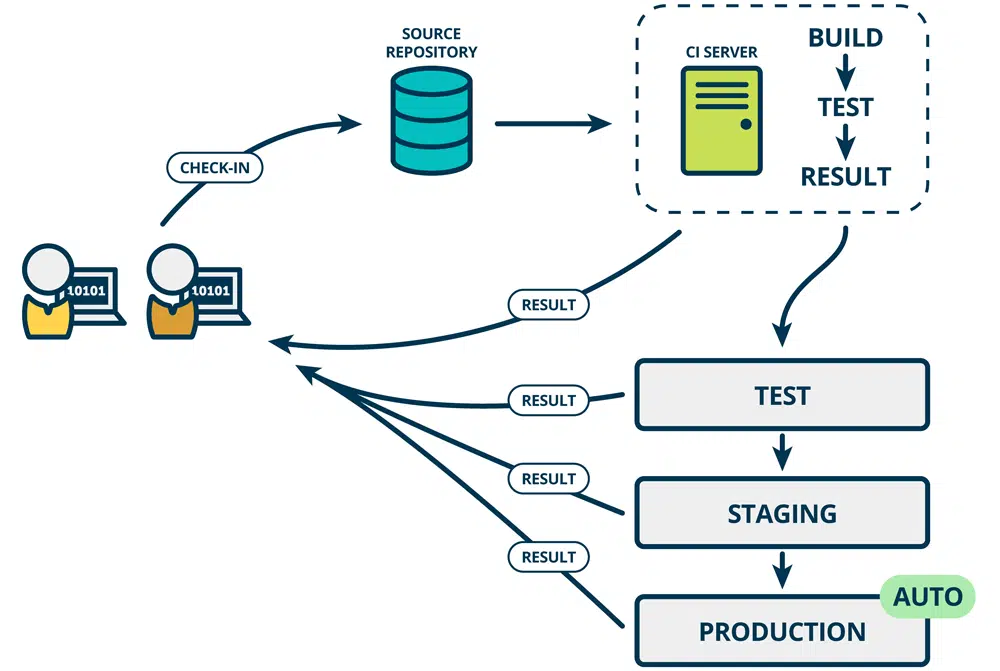 SOURCE
REPOSITORY
CI SERVER
BUILD
TEST
RESULT
CHECK-IN
10101
10101
RESULT
TEST
RESULT
STAGING
RESULT
PRODUCTION
AUTO
RESULT